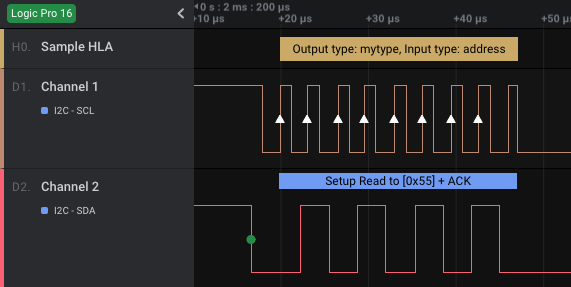 Logic Pro 16
0 s : 2 ms : 200 µs
+10 µs +20 µs +30 µs +40 µs +50 µs
H0. Sample HLA
Output type: mytype, Input type: address
D1. Channel 1
I2C - SCL
D2. Channel 2
Setup Read to [0x55] + ACK
I2C - SDA